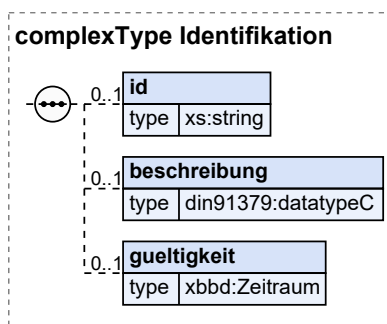 complexType Identifikation
0..1 id
type xs:string
0..1 beschreibung
type din91379:datatypeC
0..1 gueltigkeit
type xbbd:Zeitraum